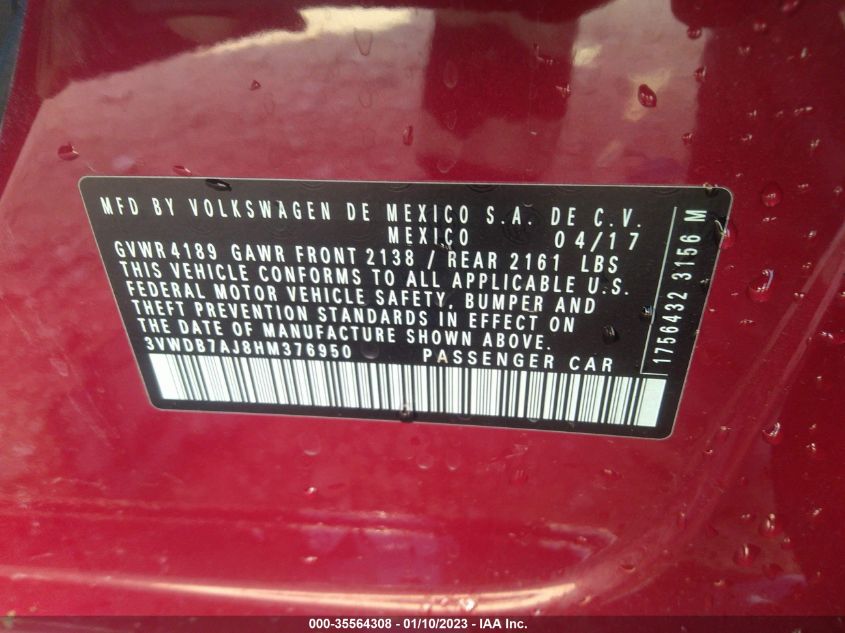 MFD BY VOLKSWAGEN DE MEXICO S.A. DE C.V.
MEXICO 04/17
GVWR 4189 GAWR FRONT 2138 / REAR 2161 LBS
THIS VEHICLE CONFORMS TO ALL APPLICABLE U.S.
FEDERAL MOTOR VEHICLE SAFETY, BUMPER AND
THEFT PREVENTION STANDARDS IN EFFECT ON
THE DATE OF MANUFACTURE SHOWN ABOVE.
3VWDB7AJ8HM376950 PASSENGER CAR
1756432 3156 M
000-35564308 - 01/10/2023 - IAA Inc.